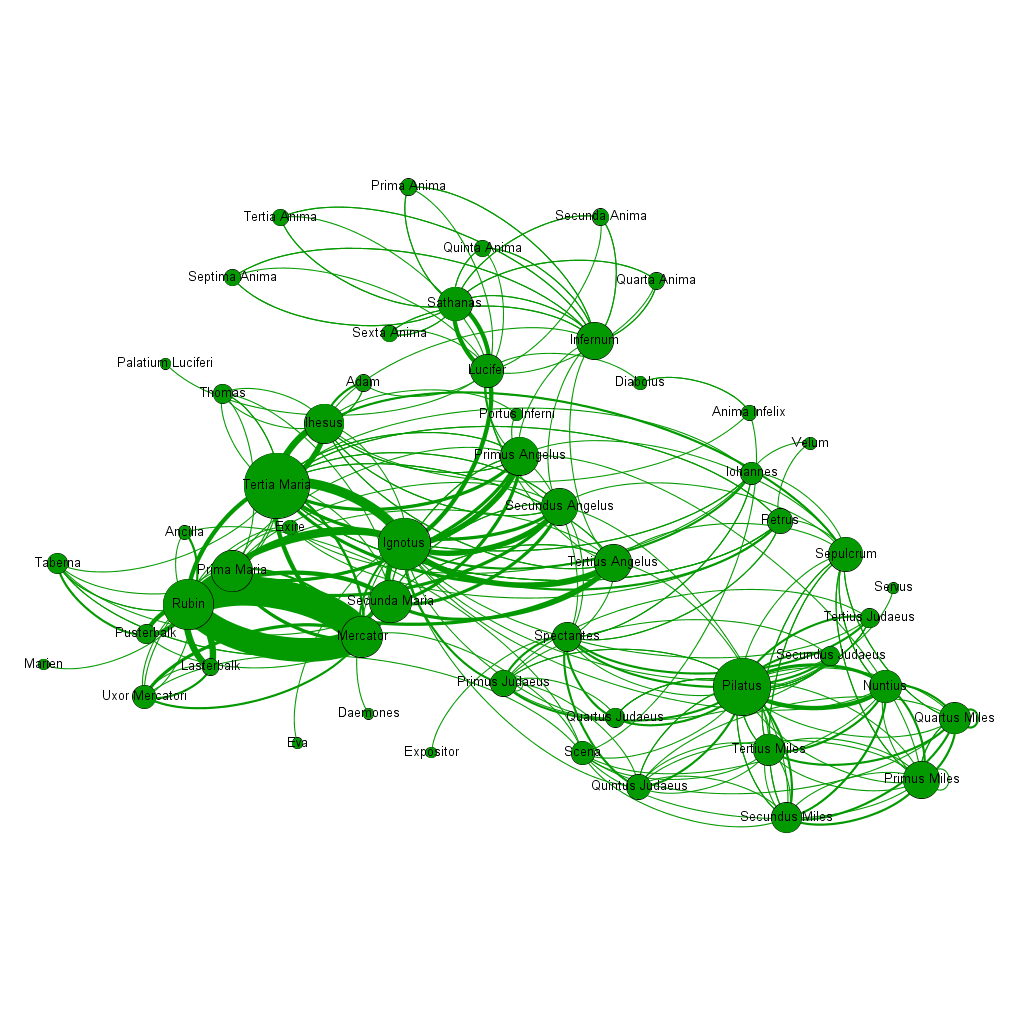 Prima Anima
Tertia Anima
Secunda Anima
Quinta Anima
Septima Anima
Quarta Anima
Sathanas
Sexta Anima
Infernum
Palatium Luciferi
Lucifer
Adam
Diabolus
Thomas
Portus Inferni
Anima Infelix
Ihesus
Velum
Primus Angelus
Iohannes
Tertia Maria
Secundus Angelus
Petrus
Exire
Ancilla
Ignotus
Sepulcrum
Taberna
Tertius Angelus
Prima Maria
Servus
Rubin
Secunda Maria
Tertius Judaeus
Pusterbalk
Mercator
Spectantes
Secundus Judaeus
Marien
Lasterbalk
Primus Judaeus
Pilatus
Nuntius
Uxor Mercatori
Daemones
Quartus Judaeus
Quartus Miles
Eva
Expositor
Scena
Tertius Miles
Quintus Judaeus
Primus Miles
Secundus Miles